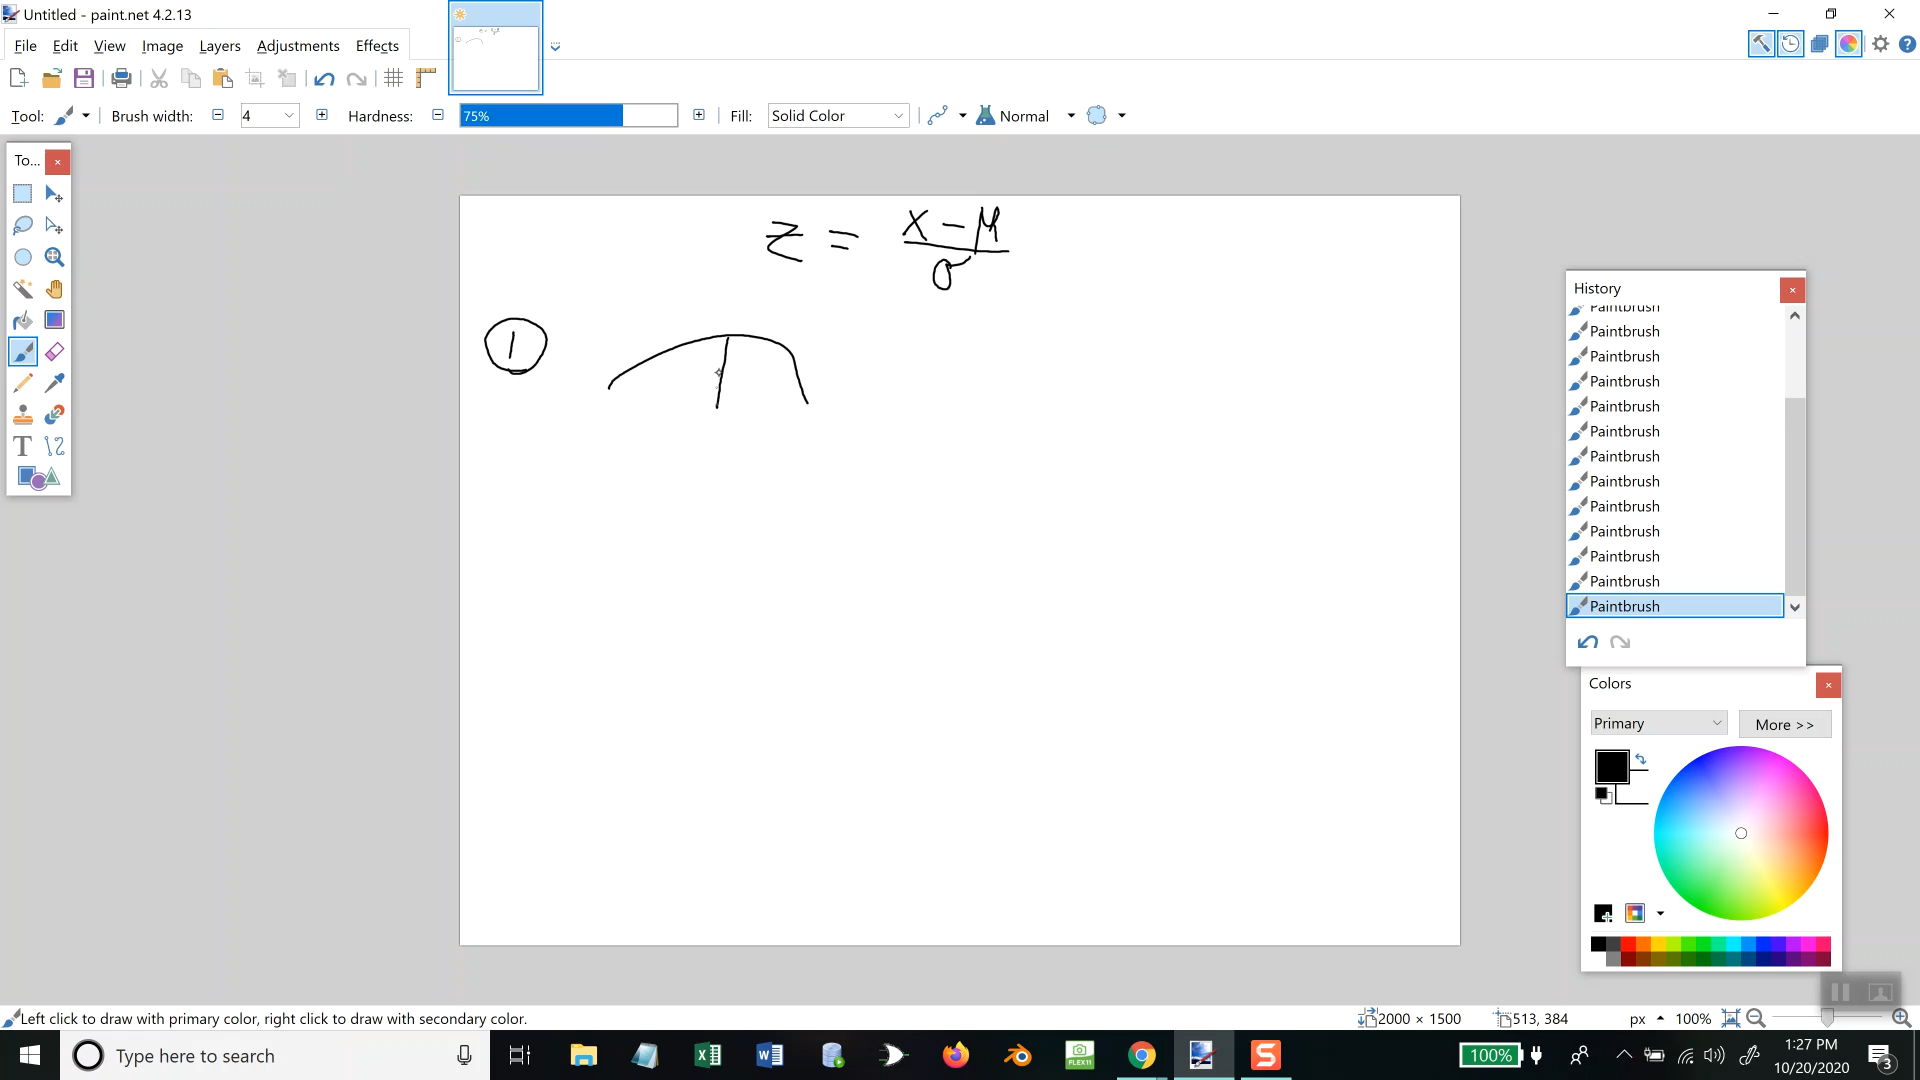 Untitled - paint.net 4.2.13
File Edit View Image Layers Adjustments Effects
Tool: Brush width: 4 Hardness: 75% Fill: Solid Color Normal
To...
z = x - μ
σ
1
History
Paintbrush
Paintbrush
Paintbrush
Paintbrush
Paintbrush
Paintbrush
Paintbrush
Paintbrush
Paintbrush
Paintbrush
Paintbrush
Paintbrush
Paintbrush
Colors
Primary More >>
Left click to draw with primary color, right click to draw with secondary color. 2000 × 1500 513, 384 px 100%
Type here to search 100% 1:27 PM
10/20/2020 3